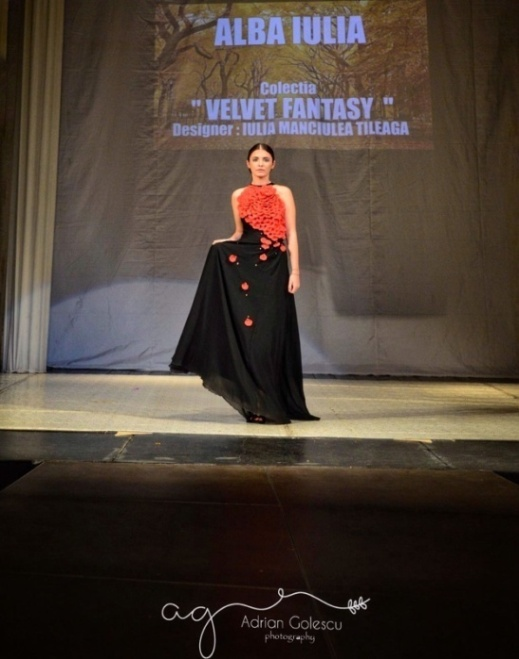 ALBA IULIA
Colectia
" VELVET FANTASY "
Designer : IULIA MANCIULEA TILEAGA
ag
Adrian Golescu
photography